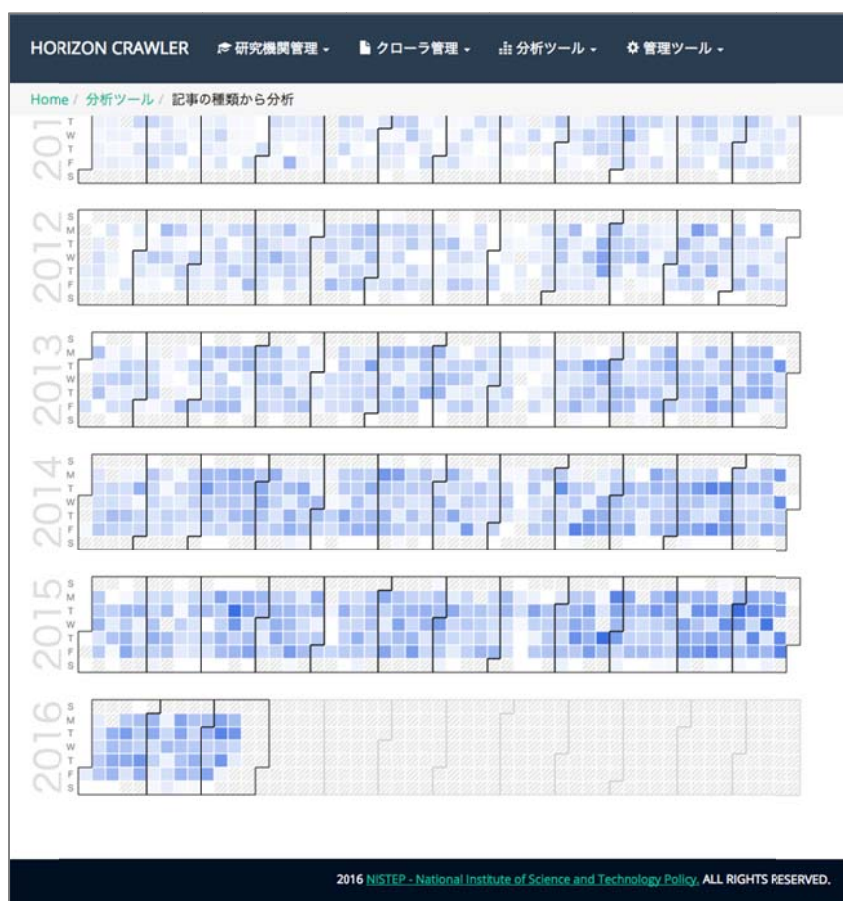 HORIZON CRAWLER 研究機関管理 クローラ管理 分析ツール 管理ツール
Home / 分析ツール / 記事の種類から分析
201
T
W
T
F
S
2012
S
M
T
W
T
F
S
2013
S
M
T
W
T
F
S
2014
S
M
T
W
T
F
S
2015
S
M
T
W
T
F
S
2016
S
M
T
W
T
F
S
2016 NISTEP - National Institute of Science and Technology Policy. ALL RIGHTS RESERVED.